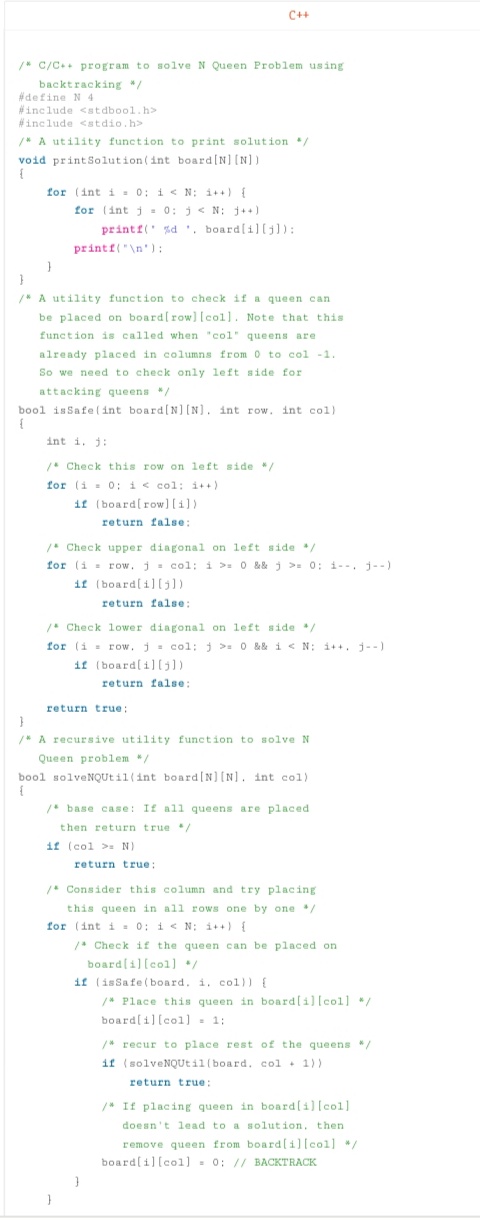 C++
/* C/C++ program to solve N Queen Problem using
backtracking */
#define N 4
#include <stdbool.h>
#include <stdio.h>
/* A utility function to print solution */
void printSolution(int board[N][N])
{
for (int i = 0; i < N; i++) {
for (int j = 0; j < N; j++)
printf(" %d ", board[i][j]);
printf("\n");
}
}
/* A utility function to check if a queen can
be placed on board[row][col]. Note that this
function is called when "col" queens are
already placed in columns from 0 to col -1.
So we need to check only left side for
attacking queens */
bool isSafe(int board[N][N], int row, int col)
{
int i, j;
/* Check this row on left side */
for (i = 0; i < col; i++)
if (board[row][i])
return false;
/* Check upper diagonal on left side */
for (i = row, j = col; i >= 0 && j >= 0; i--, j--)
if (board[i][j])
return false;
/* Check lower diagonal on left side */
for (i = row, j = col; j >= 0 && i < N; i++, j--)
if (board[i][j])
return false;
return true;
}
/* A recursive utility function to solve N
Queen problem */
bool solveNQUtil(int board[N][N], int col)
{
/* base case: If all queens are placed
then return true */
if (col >= N)
return true;
/* Consider this column and try placing
this queen in all rows one by one */
for (int i = 0; i < N; i++) {
/* Check if the queen can be placed on
board[i][col] */
if (isSafe(board, i, col)) {
/* Place this queen in board[i][col] */
board[i][col] = 1;
/* recur to place rest of the queens */
if (solveNQUtil(board, col + 1))
return true;
/* If placing queen in board[i][col]
doesn't lead to a solution, then
remove queen from board[i][col] */
board[i][col] = 0; // BACKTRACK
}
}